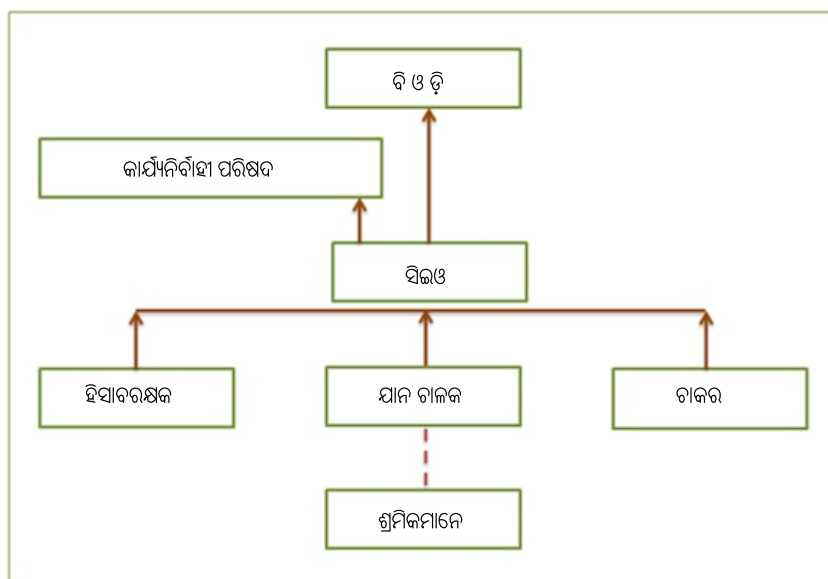 ବି ଓ ଡ଼ି
କାର୍ଯ୍ୟନିର୍ବାହୀ ପରିଷଦ
ସିଇଓ
ହିସାବରକ୍ଷକ
ଯାନ ଚାଳକ
ଚାକର
ଶ୍ରମିକମାନେ